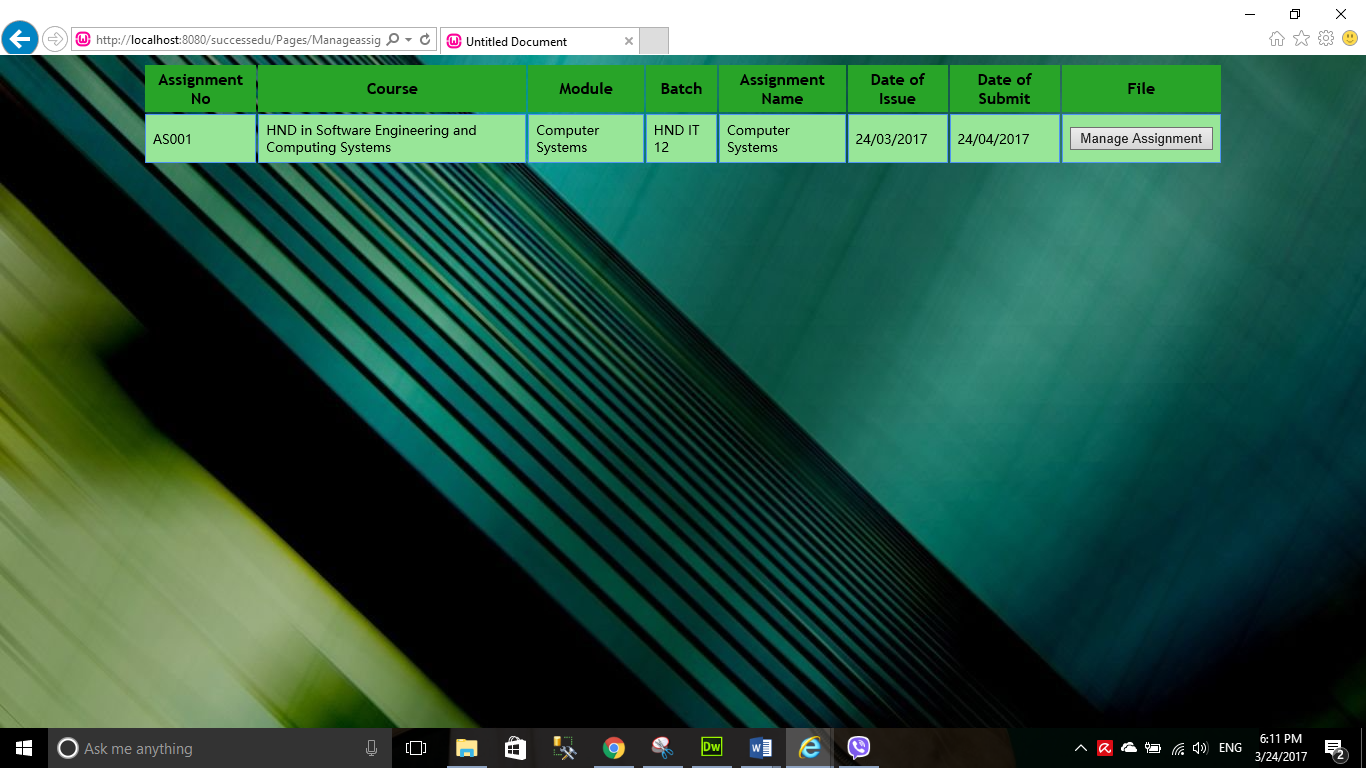 http://localhost:8080/successedu/Pages/Manageassig
Untitled Document
Assignment No
Course
Module
Batch
Assignment Name
Date of Issue
Date of Submit
File
AS001
HND in Software Engineering and
Computing Systems
Computer
Systems
HND IT
12
Computer
Systems
24/03/2017
24/04/2017
Manage Assignment
Ask me anything
Dw
ENG
6:11 PM
3/24/2017
2